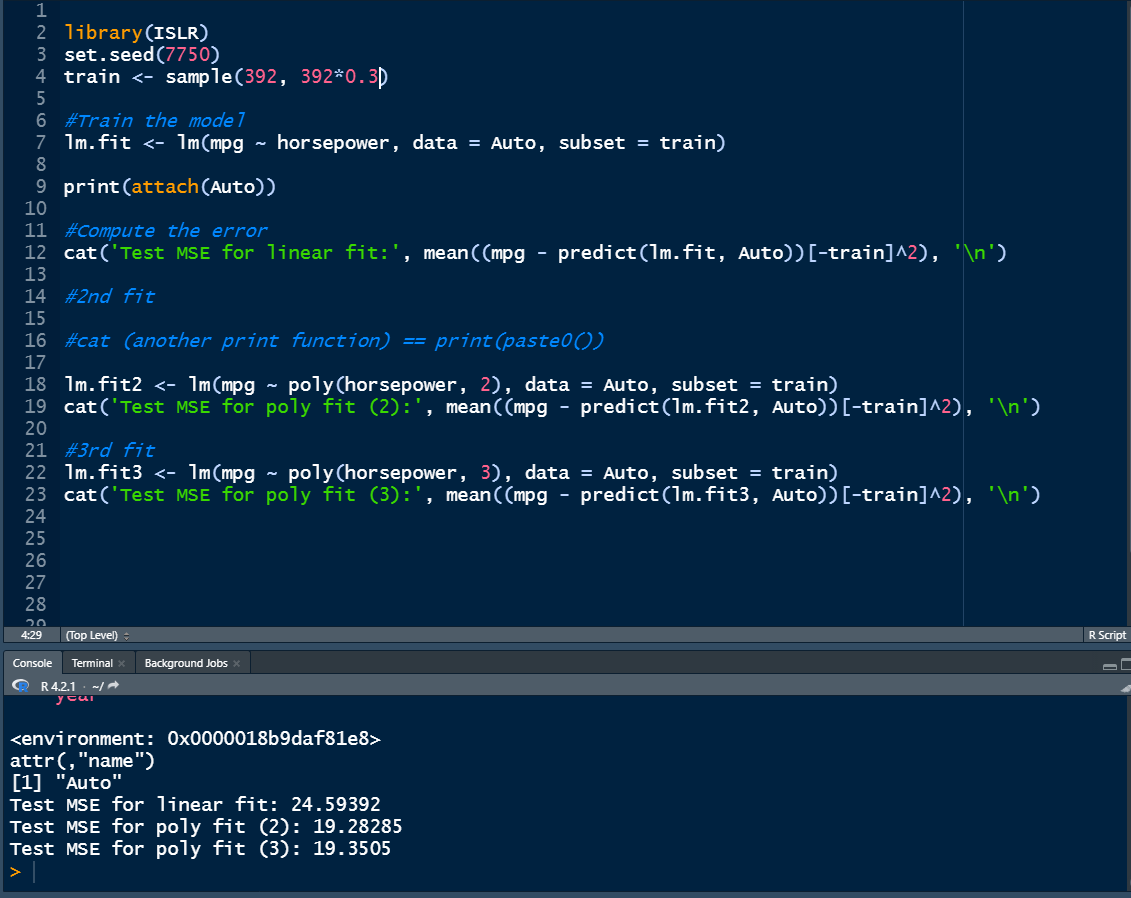 1
2 library(ISLR)
3 set.seed(7750)
4 train <- sample(392, 392*0.3)
5
6 #Train the model
7 lm.fit <- lm(mpg ~ horsepower, data = Auto, subset = train)
8
9 print(attach(Auto))
10
11 #Compute the error
12 cat('Test MSE for linear fit:', mean((mpg - predict(lm.fit, Auto))[-train]^2), '\n')
13
14 #2nd fit
15
16 #cat (another print function) == print(paste0())
17
18 lm.fit2 <- lm(mpg ~ poly(horsepower, 2), data = Auto, subset = train)
19 cat('Test MSE for poly fit (2):', mean((mpg - predict(lm.fit2, Auto))[-train]^2), '\n')
20
21 #3rd fit
22 lm.fit3 <- lm(mpg ~ poly(horsepower, 3), data = Auto, subset = train)
23 cat('Test MSE for poly fit (3):', mean((mpg - predict(lm.fit3, Auto))[-train]^2), '\n')
24
25
26
27
28
29
4:29 (Top Level) R Script
Console Terminal × Background Jobs ×
R 4.2.1 · ~/
year
<environment: 0x0000018b9daf81e8>
attr(,"name")
[1] "Auto"
Test MSE for linear fit: 24.59392
Test MSE for poly fit (2): 19.28285
Test MSE for poly fit (3): 19.3505
>